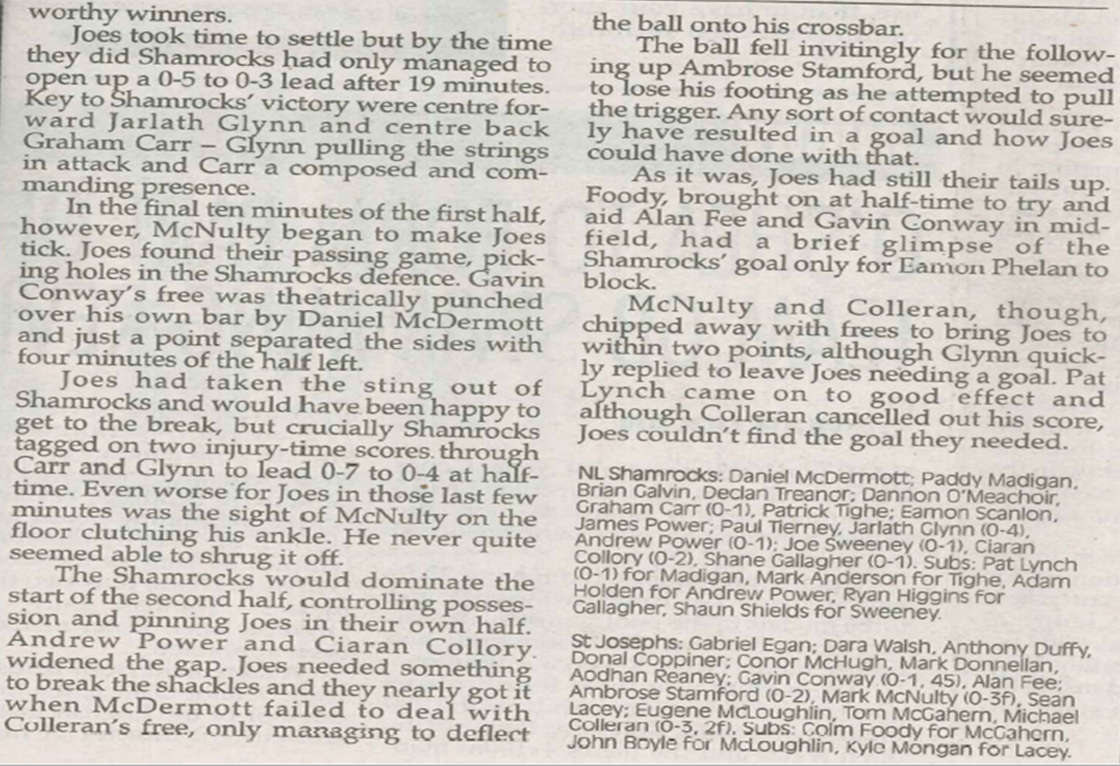 worthy winners.
Joes took time to settle but by the time
they did Shamrocks had only managed to
open up a 0-5 to 0-3 lead after 19 minutes.
Key to Shamrocks' victory were centre for-
ward Jarlath Glynn and centre back
Graham Carr – Glynn pulling the strings
in attack and Carr a composed and com-
manding presence.
In the final ten minutes of the first half,
however, McNulty began to make Joes
tick. Joes found their passing game, pick-
ing holes in the Shamrocks defence. Gavin
Conway's free was theatrically punched
over his own bar by Daniel McDermott
and just a point separated the sides with
four minutes of the half left.
Joes had taken the sting out of
Shamrocks and would have been happy to
get to the break, but crucially Shamrocks
tagged on two injury-time scores through
Carr and Glynn to lead 0-7 to 0-4 at half-
time. Even worse for Joes in those last few
minutes was the sight of McNulty on the
floor clutching his ankle. He never quite
seemed able to shrug it off.
The Shamrocks would dominate the
start of the second half, controlling posses-
sion and pinning Joes in their own half.
Andrew Power and Ciaran Collory
widened the gap. Joes needed something
to break the shackles and they nearly got it
when McDermott failed to deal with
Colleran's free, only managing to deflect
the ball onto his crossbar.
The ball fell invitingly for the follow-
ing up Ambrose Stamford, but he seemed
to lose his footing as he attempted to pull
the trigger. Any sort of contact would sure-
ly have resulted in a goal and how Joes
could have done with that.
As it was, Joes had still their tails up.
Foody, brought on at half-time to try and
aid Alan Fee and Gavin Conway in mid-
field, had a brief glimpse of the
Shamrocks' goal only for Eamon Phelan to
block.
McNulty and Colleran, though,
chipped away with frees to bring Joes to
within two points, although Glynn quick-
ly replied to leave Joes needing a goal. Pat
Lynch came on to good effect and
although Colleran cancelled out his score,
Joes couldn't find the goal they needed.
NL Shamrocks: Daniel McDermott; Paddy Madigan,
Brian Galvin, Declan Treanor; Dannon O'Meachoir,
Graham Carr (0-1), Patrick Tighe; Eamon Scanlon,
James Power; Paul Tierney, Jarlath Glynn (0-4),
Andrew Power (0-1); Joe Sweeney (0-1), Ciaran
Collory (0-2), Shane Gallagher (0-1). Subs: Pat Lynch
(0-1) for Madigan, Mark Anderson for Tighe, Adam
Holden for Andrew Power, Ryan Higgins for
Gallagher, Shaun Shields for Sweeney.
St Josephs: Gabriel Egan; Dara Walsh, Anthony Duffy,
Donal Coppiner; Conor McHugh, Mark Donnellan,
Aodhan Reaney; Gavin Conway (0-1, 45), Alan Fee;
Ambrose Stamford (0-2), Mark McNulty (0-3f), Sean
Lacey; Eugene McLoughlin, Tom McGahern, Michael
Colleran (0-3, 2f). Subs: Colm Foody for McGahern,
John Boyle for McLoughlin, Kyle Mongan for Lacey.